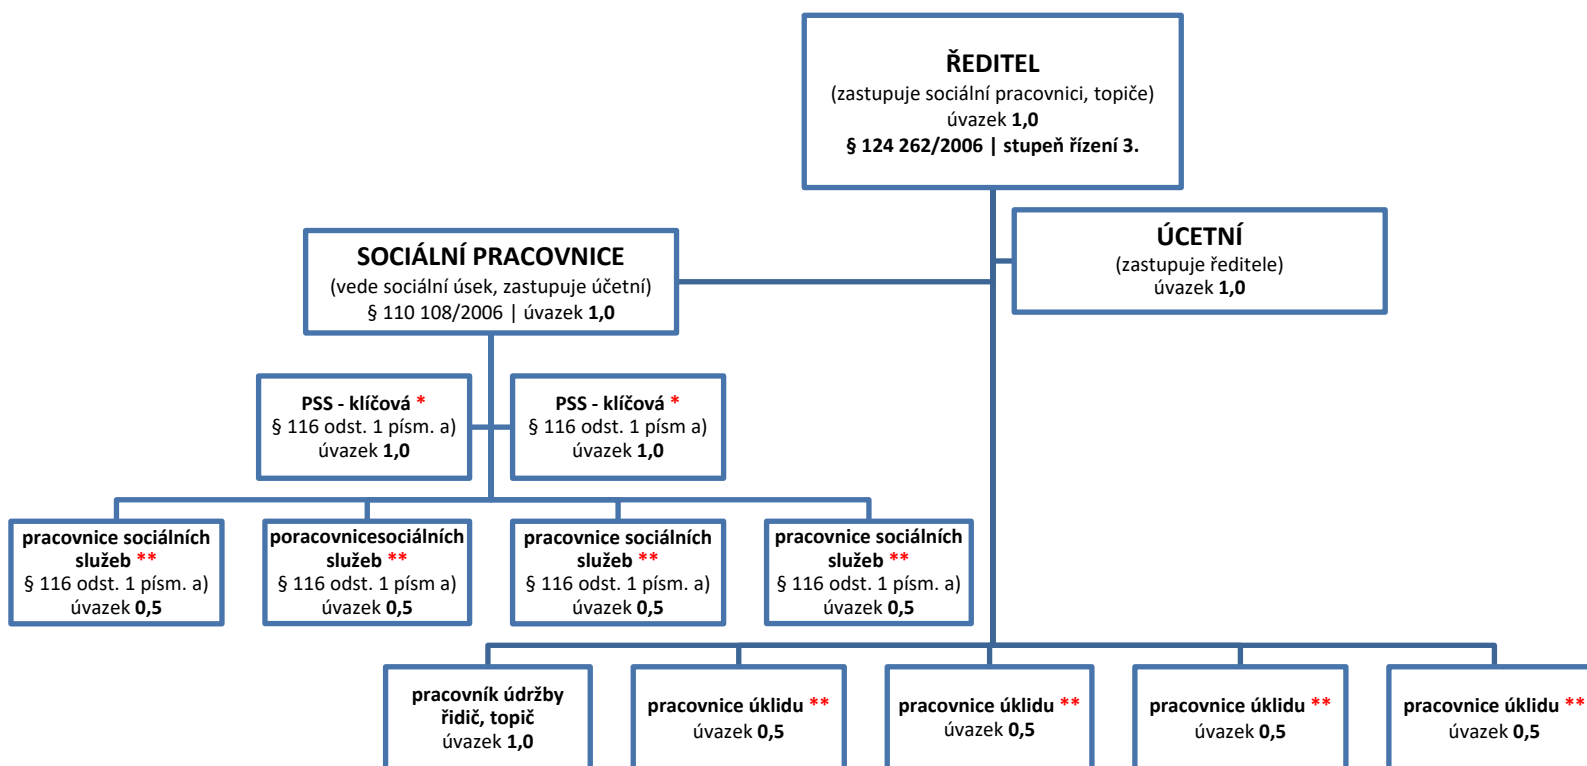 ŘEDITEL
(zastupuje sociální pracovnici, topiče)
úvazek 1,0
§ 124 262/2006 | stupeň řízení 3.
ÚCETNÍ
(zastupuje ředitele)
úvazek 1,0
SOCIÁLNÍ PRACOVNICE
(vede sociální úsek, zastupuje účetní)
§ 110 108/2006 | úvazek 1,0
PSS - klíčová *
§ 116 odst. 1 písm. a)
úvazek 1,0
PSS - klíčová *
§ 116 odst. 1 písm a)
úvazek 1,0
pracovnice sociálních
služeb **
§ 116 odst. 1 písm. a)
úvazek 0,5
poracovnicesociálních
služeb **
§ 116 odst. 1 písm a)
úvazek 0,5
pracovnice sociálních
služeb **
§ 116 odst. 1 písm. a)
úvazek 0,5
pracovnice sociálních
služeb **
§ 116 odst. 1 písm. a)
úvazek 0,5
pracovník údržby
řidič, topič
úvazek 1,0
pracovnice úklidu **
úvazek 0,5
pracovnice úklidu **
úvazek 0,5
pracovnice úklidu **
úvazek 0,5
pracovnice úklidu **
úvazek 0,5